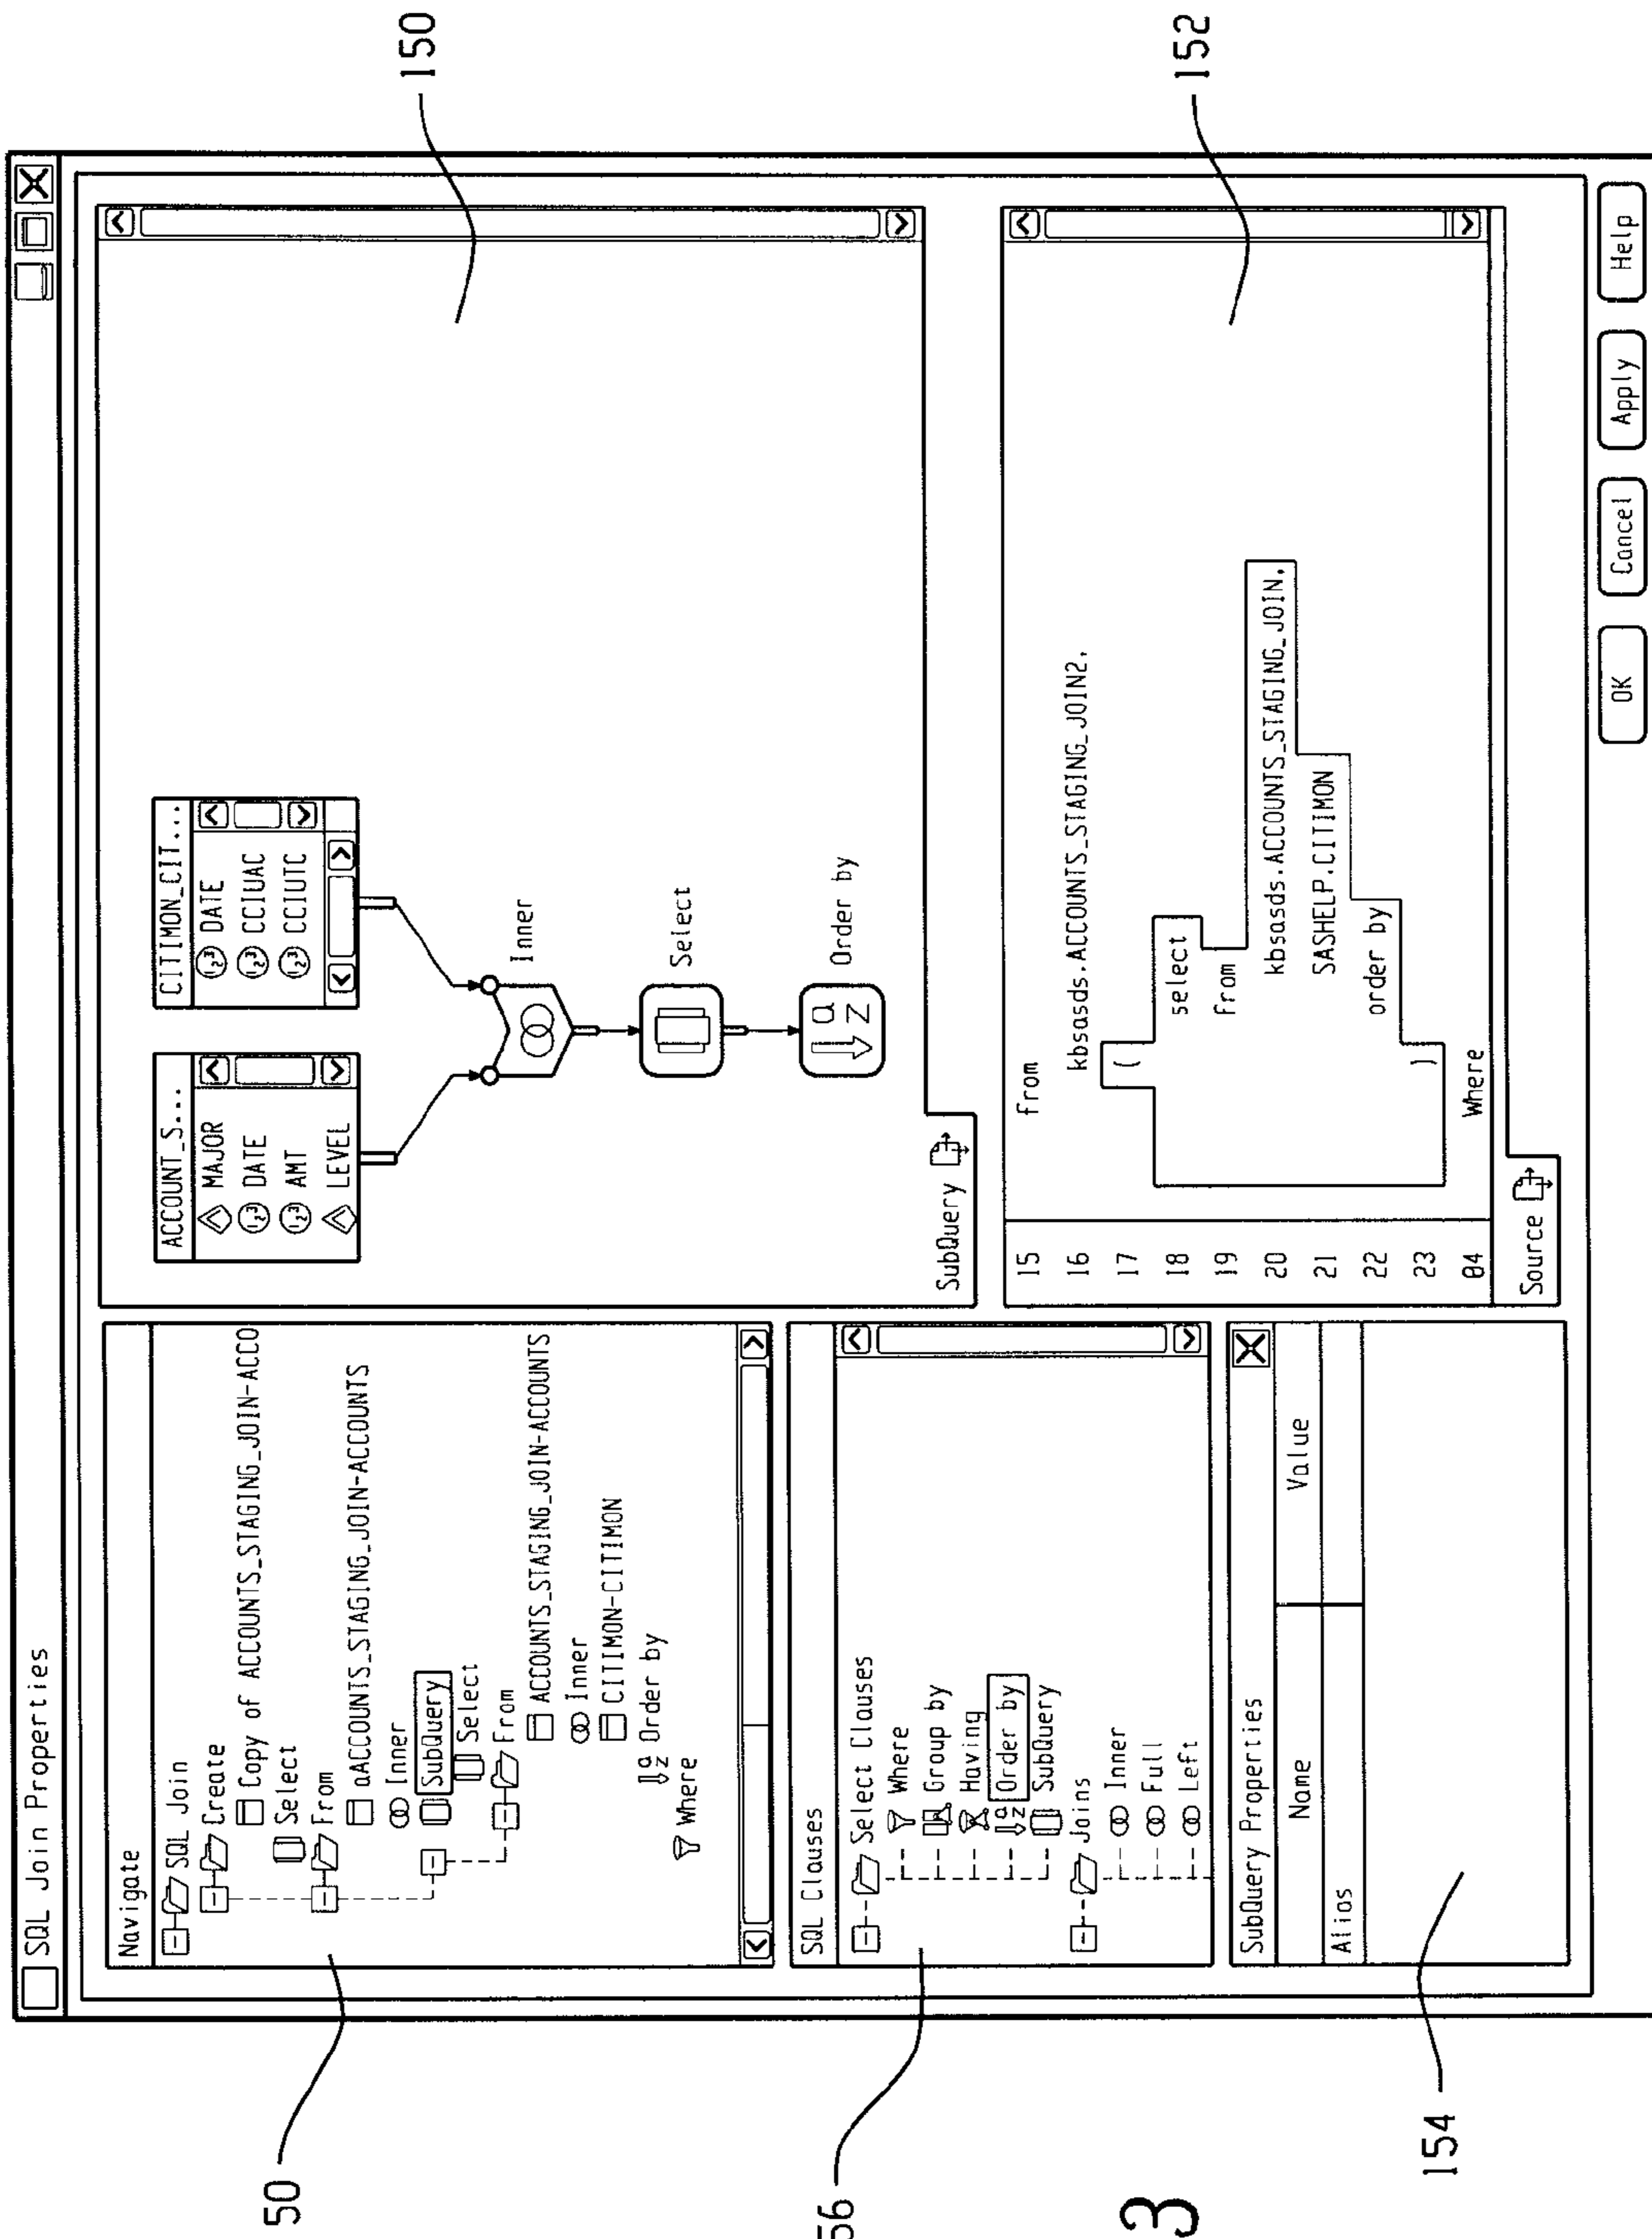 SQL Join Properties
Navigate
SQL Join
Create
Copy of ACCOUNTS_STAGING_JOIN-ACCO
Select
From
aACCOUNTS_STAGING_JOIN-ACCOUNTS
Inner
SubQuery
Select
From
ACCOUNTS_STAGING_JOIN-ACCOUNTS
Inner
CITIMON-CITIMON
Order by
Where
SQL Clauses
Select Clauses
Where
Group by
Having
Order by
SubQuery
Joins
Inner
Full
Left
SubQuery Properties
Name Value
Alias
ACCOUNT_S...
MAJOR
DATE
AMT
LEVEL
CITIMON_CIT...
DATE
CCIUAC
CCIUTC
Inner
Select
Order by
SubQuery
15 from
16 kbsasds.ACCOUNTS_STAGING_JOIN2,
17 (
18 select
19 From
20 kbsasds.ACCOUNTS_STAGING_JOIN,
21 SASHELP.CITIMON
22 order by
23 )
04 Where
Source
OK Cancel Apply Help
50
56
154
150
152
3